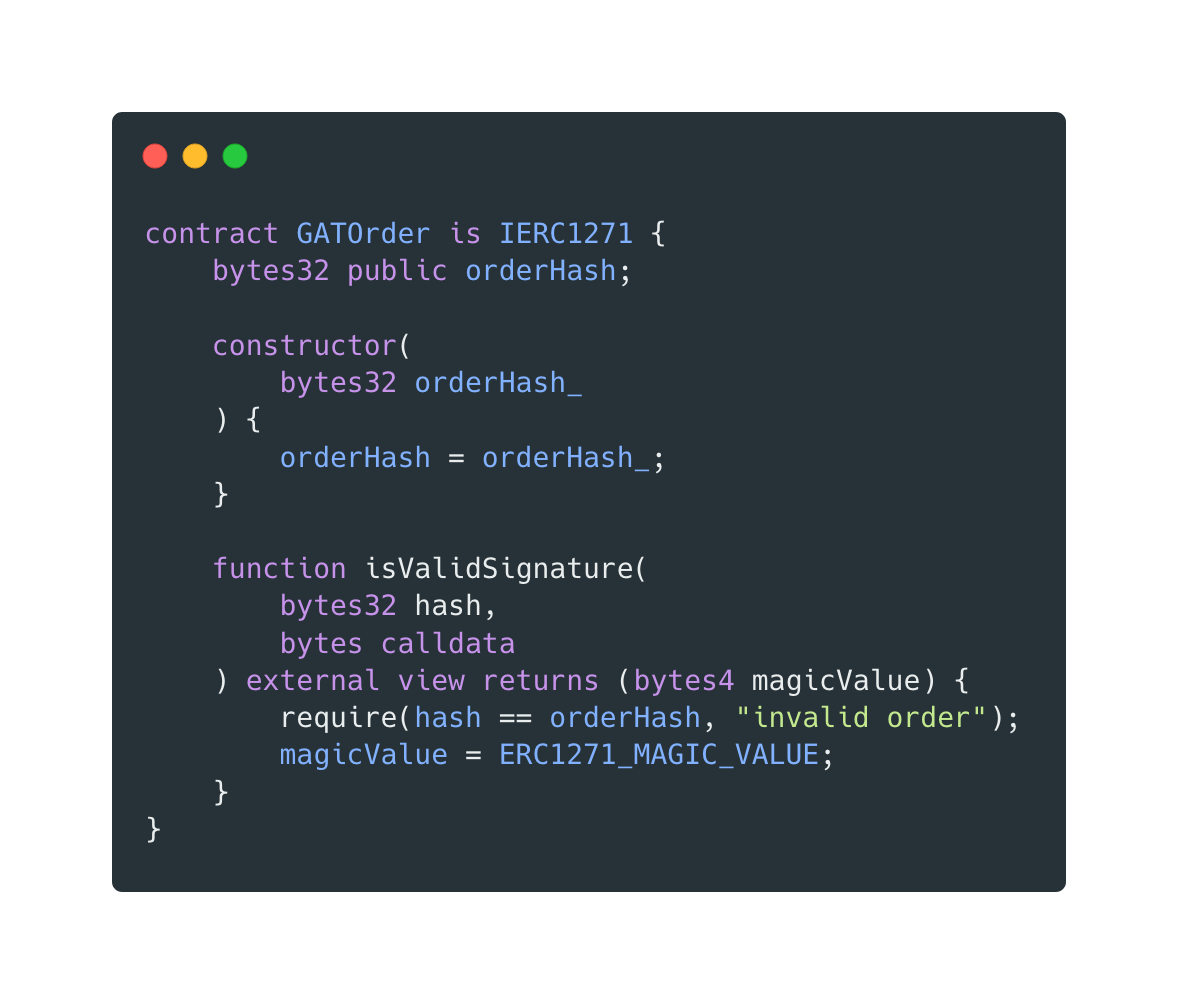 contract GATOrder is IERC1271 {
    bytes32 public orderHash;

    constructor(
        bytes32 orderHash_
    ) {
        orderHash = orderHash_;
    }

    function isValidSignature(
        bytes32 hash,
        bytes calldata
    ) external view returns (bytes4 magicValue) {
        require(hash == orderHash, "invalid order");
        magicValue = ERC1271_MAGIC_VALUE;
    }
}